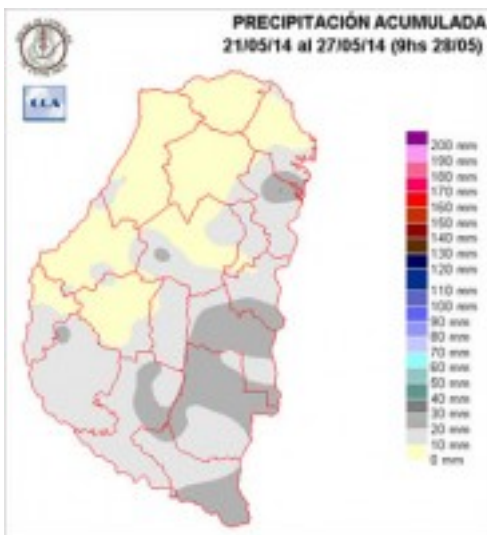 PRECIPITACIÓN ACUMULADA
21/05/14 al 27/05/14 (9hs 28/05)
200 mm
190 mm
180 mm
170 mm
160 mm
150 mm
140 mm
130 mm
120 mm
110 mm
100 mm
90 mm
80 mm
70 mm
60 mm
50 mm
40 mm
30 mm
20 mm
10 mm
0 mm